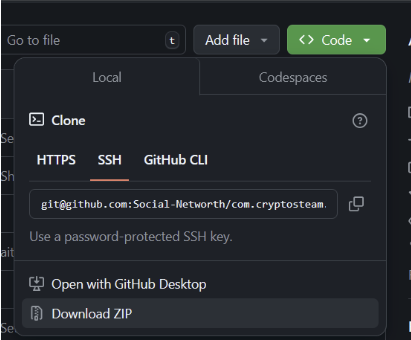 Go to file t Add file <> Code
Local Codespaces
Clone
HTTPS SSH GitHub CLI
git@github.com:Social-Networth/com.cryptosteam.
Use a password-protected SSH key.
Open with GitHub Desktop
Download ZIP